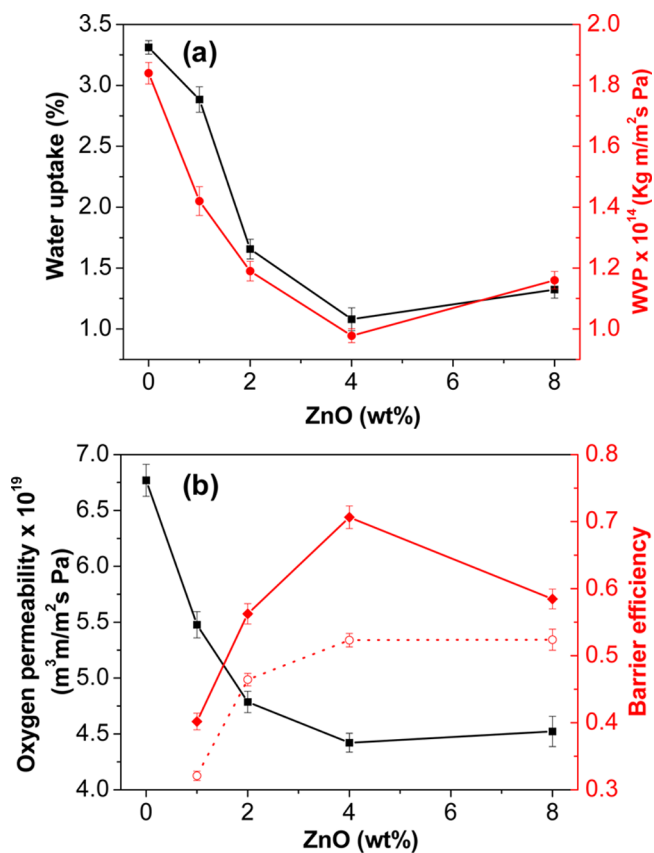 (a)
3.5
3.0
2.5
2.0
1.5
1.0
Water uptake (%)
2.0
1.8
1.6
1.4
1.2
1.0
WVP x 10¹⁴ (Kg m/m²s Pa)
0 2 4 6 8
ZnO (wt%)
(b)
7.0
6.5
6.0
5.5
5.0
4.5
4.0
Oxygen permeability x 10¹⁹
(m³m/m²s Pa)
0.8
0.7
0.6
0.5
0.4
0.3
Barrier efficiency
0 2 4 6 8
ZnO (wt%)